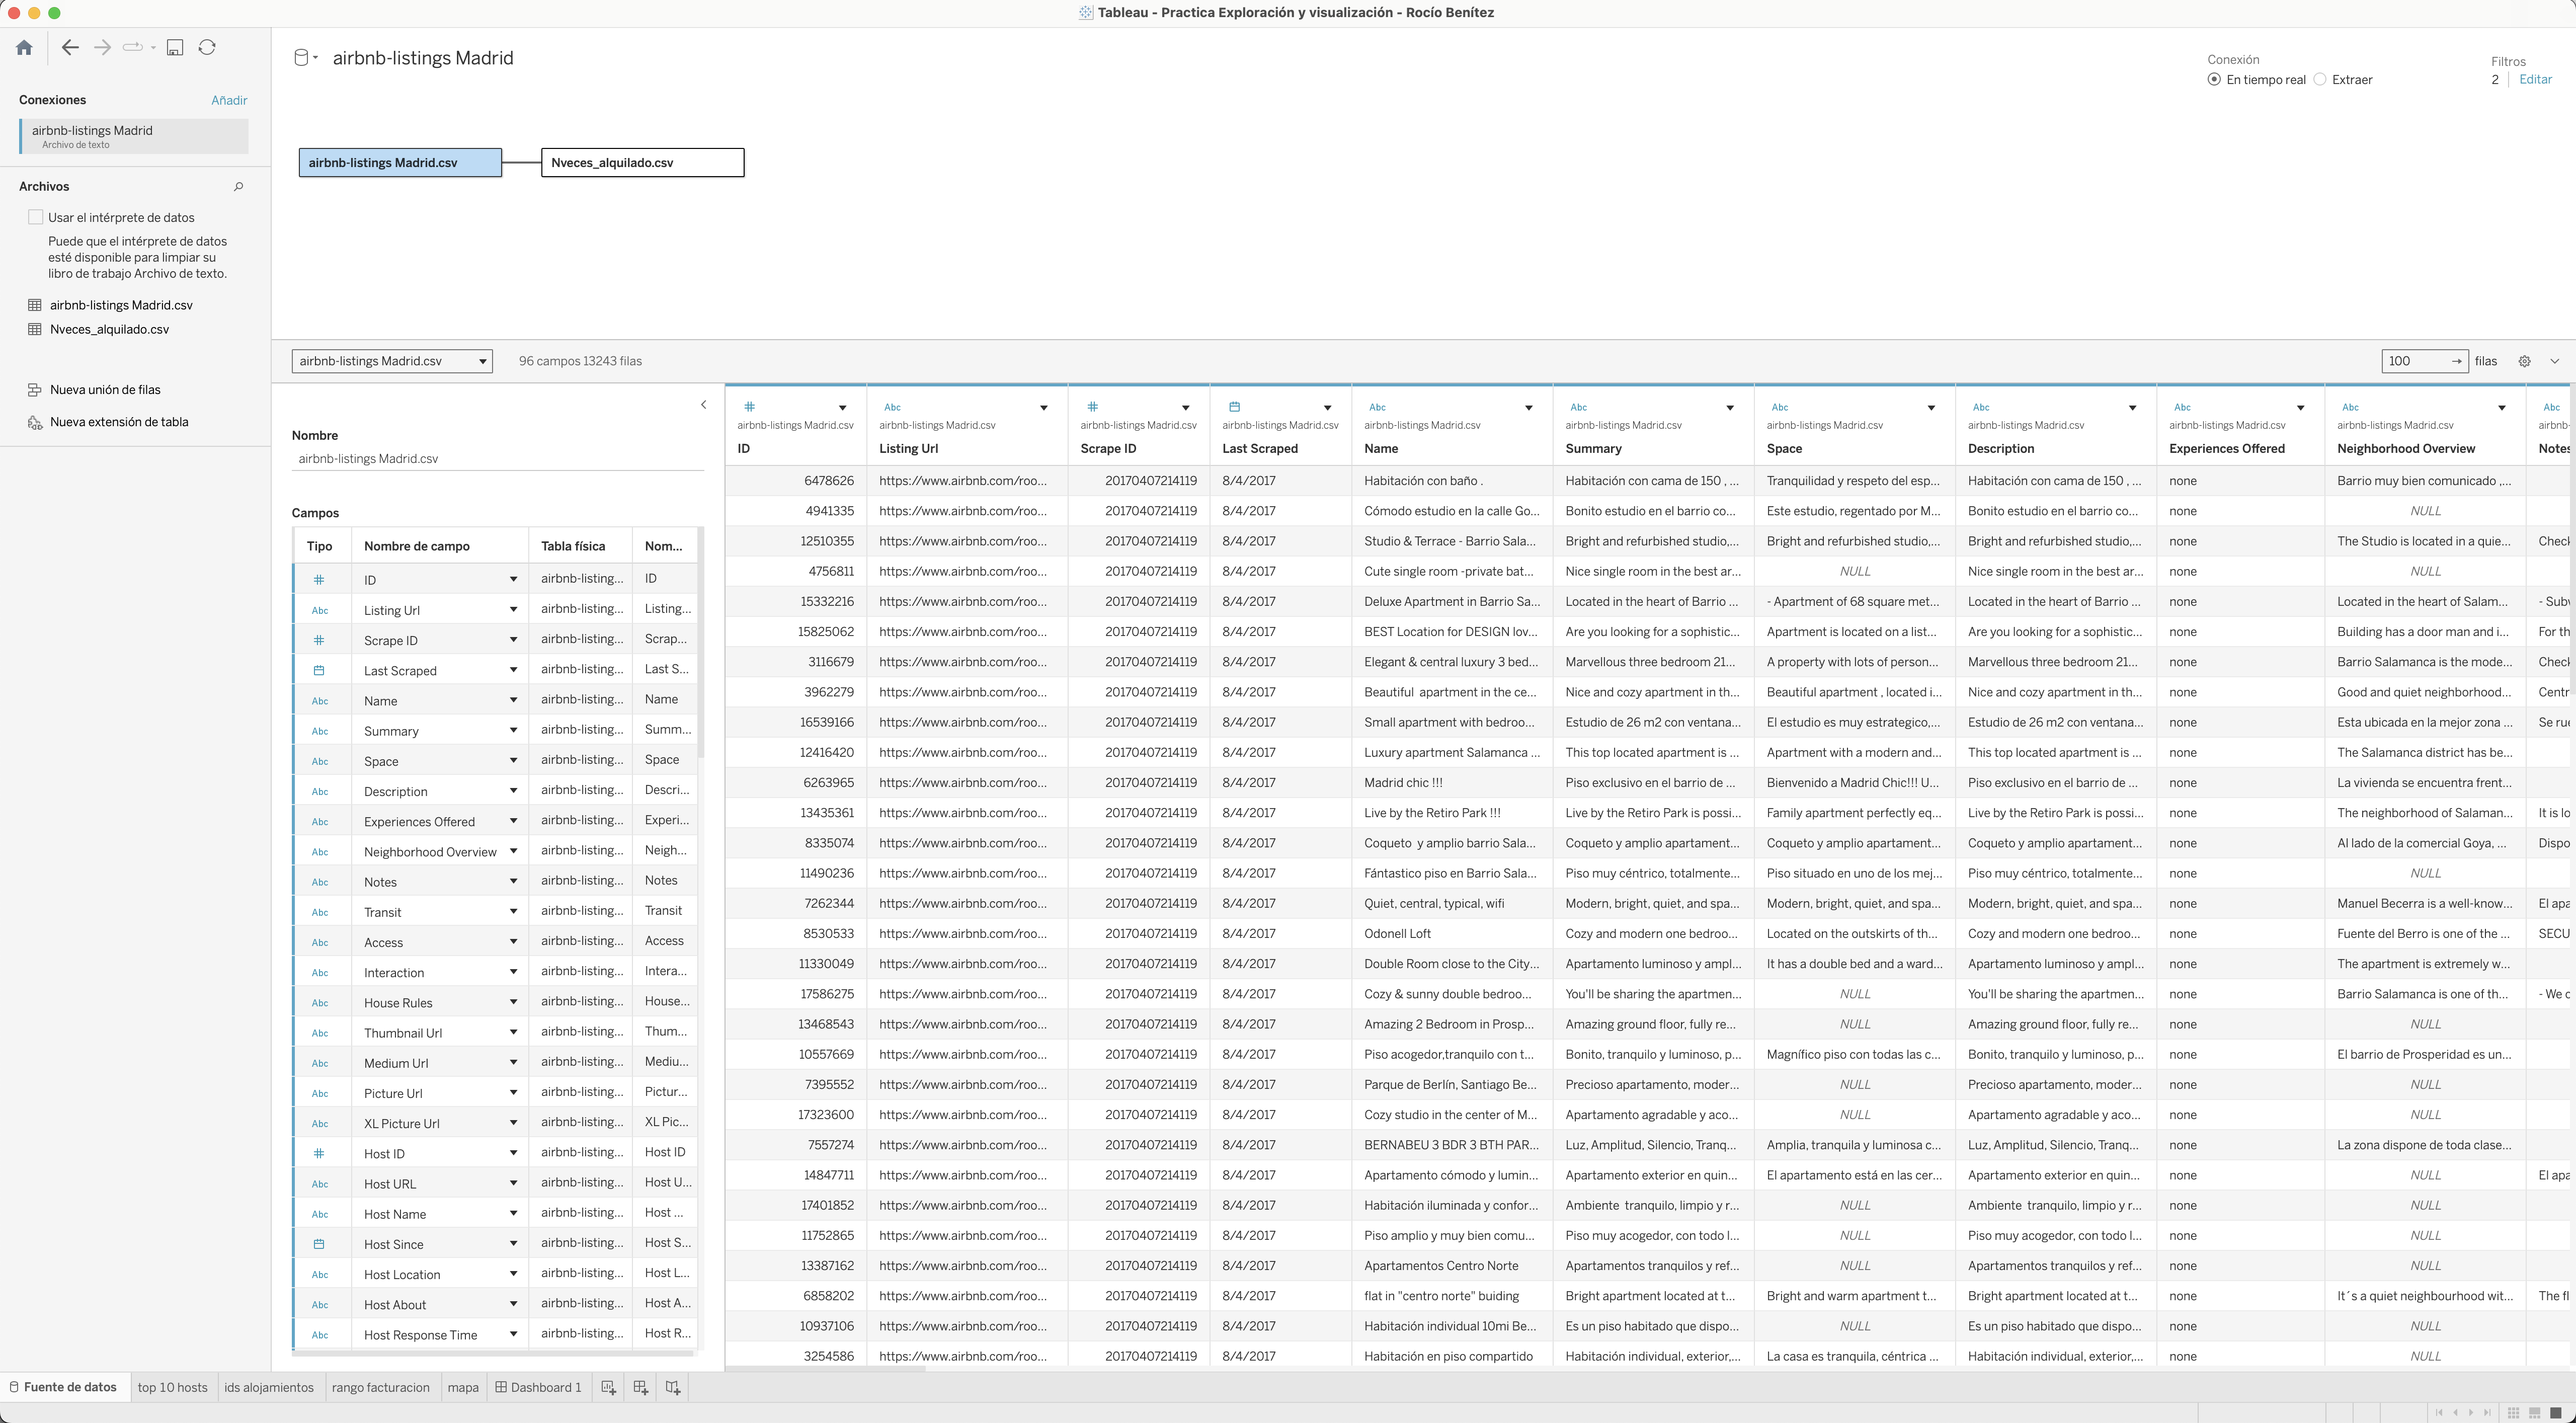 Tableau - Practica Exploración y visualización - Rocío Benítez
airbnb-listings Madrid
Conexión
En tiempo real
Extraer
Filtros
2
Editar
Conexiones
Añadir
airbnb-listings Madrid
Archivo de texto
Archivos
Usar el intérprete de datos
Puede que el intérprete de datos
esté disponible para limpiar su
libro de trabajo Archivo de texto.
airbnb-listings Madrid.csv
Nveces_alquilado.csv
Nueva unión de filas
Nueva extensión de tabla
airbnb-listings Madrid.csv
Nveces_alquilado.csv
airbnb-listings Madrid.csv
96 campos 13243 filas
100
filas
Nombre
airbnb-listings Madrid.csv
Campos
Tipo Nombre de campo Tabla física Nom...
# ID airbnb-listing... ID
Abc Listing Url airbnb-listing... Listing...
# Scrape ID airbnb-listing... Scrap...
Last Scraped airbnb-listing... Last S...
Abc Name airbnb-listing... Name
Abc Summary airbnb-listing... Summ...
Abc Space airbnb-listing... Space
Abc Description airbnb-listing... Descri...
Abc Experiences Offered airbnb-listing... Experi...
Abc Neighborhood Overview airbnb-listing... Neigh...
Abc Notes airbnb-listing... Notes
Abc Transit airbnb-listing... Transit
Abc Access airbnb-listing... Access
Abc Interaction airbnb-listing... Intera...
Abc House Rules airbnb-listing... House...
Abc Thumbnail Url airbnb-listing... Thum...
Abc Medium Url airbnb-listing... Mediu...
Abc Picture Url airbnb-listing... Pictur...
Abc XL Picture Url airbnb-listing... XL Pic...
# Host ID airbnb-listing... Host ID
Abc Host URL airbnb-listing... Host U...
Abc Host Name airbnb-listing... Host ...
Host Since airbnb-listing... Host S...
Abc Host Location airbnb-listing... Host L...
Abc Host About airbnb-listing... Host A...
Abc Host Response Time airbnb-listing... Host R...
# Abc # Abc Abc Abc Abc Abc Abc Abc
airbnb-listings Madrid.csv airbnb-listings Madrid.csv airbnb-listings Madrid.csv airbnb-listings Madrid.csv airbnb-listings Madrid.csv airbnb-listings Madrid.csv airbnb-listings Madrid.csv airbnb-listings Madrid.csv airbnb-listings Madrid.csv airbnb-listings Madrid.csv airbnb-
ID Listing Url Scrape ID Last Scraped Name Summary Space Description Experiences Offered Neighborhood Overview Notes
6478626 https://www.airbnb.com/roo... 20170407214119 8/4/2017 Habitación con baño . Habitación con cama de 150 , ... Tranquilidad y respeto del esp... Habitación con cama de 150 , ... none Barrio muy bien comunicado ,...
4941335 https://www.airbnb.com/roo... 20170407214119 8/4/2017 Cómodo estudio en la calle Go... Bonito estudio en el barrio co... Este estudio, regentado por M... Bonito estudio en el barrio co... none NULL
12510355 https://www.airbnb.com/roo... 20170407214119 8/4/2017 Studio & Terrace - Barrio Sala... Bright and refurbished studio,... Bright and refurbished studio,... Bright and refurbished studio,... none The Studio is located in a quie... Check
4756811 https://www.airbnb.com/roo... 20170407214119 8/4/2017 Cute single room -private bat... Nice single room in the best ar... NULL Nice single room in the best ar... none NULL
15332216 https://www.airbnb.com/roo... 20170407214119 8/4/2017 Deluxe Apartment in Barrio Sa... Located in the heart of Barrio ... - Apartment of 68 square met... Located in the heart of Barrio ... none Located in the heart of Salam... - Subv
15825062 https://www.airbnb.com/roo... 20170407214119 8/4/2017 BEST Location for DESIGN lov... Are you looking for a sophistic... Apartment is located on a list... Are you looking for a sophistic... none Building has a door man and i... For th
3116679 https://www.airbnb.com/roo... 20170407214119 8/4/2017 Elegant & central luxury 3 bed... Marvellous three bedroom 21... A property with lots of person... Marvellous three bedroom 21... none Barrio Salamanca is the mode... Check
3962279 https://www.airbnb.com/roo... 20170407214119 8/4/2017 Beautiful apartment in the ce... Nice and cozy apartment in th... Beautiful apartment , located i... Nice and cozy apartment in th... none Good and quiet neighborhood... Centr
16539166 https://www.airbnb.com/roo... 20170407214119 8/4/2017 Small apartment with bedroo... Estudio de 26 m2 con ventana... El estudio es muy estrategico,... Estudio de 26 m2 con ventana... none Esta ubicada en la mejor zona ... Se rue
12416420 https://www.airbnb.com/roo... 20170407214119 8/4/2017 Luxury apartment Salamanca ... This top located apartment is ... Apartment with a modern and... This top located apartment is ... none The Salamanca district has be...
6263965 https://www.airbnb.com/roo... 20170407214119 8/4/2017 Madrid chic !!! Piso exclusivo en el barrio de ... Bienvenido a Madrid Chic!!! U... Piso exclusivo en el barrio de ... none La vivienda se encuentra frent...
13435361 https://www.airbnb.com/roo... 20170407214119 8/4/2017 Live by the Retiro Park !!! Live by the Retiro Park is possi... Family apartment perfectly eq... Live by the Retiro Park is possi... none The neighborhood of Salaman... It is lo
8335074 https://www.airbnb.com/roo... 20170407214119 8/4/2017 Coqueto y amplio barrio Sala... Coqueto y amplio apartament... Coqueto y amplio apartament... Coqueto y amplio apartament... none Al lado de la comercial Goya, ... Dispo
11490236 https://www.airbnb.com/roo... 20170407214119 8/4/2017 Fántastico piso en Barrio Sala... Piso muy céntrico, totalmente... Piso situado en uno de los mej... Piso muy céntrico, totalmente... none NULL
7262344 https://www.airbnb.com/roo... 20170407214119 8/4/2017 Quiet, central, typical, wifi Modern, bright, quiet, and spa... Modern, bright, quiet, and spa... Modern, bright, quiet, and spa... none Manuel Becerra is a well-know... El apa
8530533 https://www.airbnb.com/roo... 20170407214119 8/4/2017 Odonell Loft Cozy and modern one bedroo... Located on the outskirts of th... Cozy and modern one bedroo... none Fuente del Berro is one of the ... SECU
11330049 https://www.airbnb.com/roo... 20170407214119 8/4/2017 Double Room close to the City... Apartamento luminoso y ampl... It has a double bed and a ward... Apartamento luminoso y ampl... none The apartment is extremely w...
17586275 https://www.airbnb.com/roo... 20170407214119 8/4/2017 Cozy & sunny double bedroo... You'll be sharing the apartmen... NULL You'll be sharing the apartmen... none Barrio Salamanca is one of th... - We c
13468543 https://www.airbnb.com/roo... 20170407214119 8/4/2017 Amazing 2 Bedroom in Prosp... Amazing ground floor, fully re... NULL Amazing ground floor, fully re... none NULL
10557669 https://www.airbnb.com/roo... 20170407214119 8/4/2017 Piso acogedor,tranquilo con t... Bonito, tranquilo y luminoso, p... Magnífico piso con todas las c... Bonito, tranquilo y luminoso, p... none El barrio de Prosperidad es un...
7395552 https://www.airbnb.com/roo... 20170407214119 8/4/2017 Parque de Berlín, Santiago Be... Precioso apartamento, moder... NULL Precioso apartamento, moder... none NULL
17323600 https://www.airbnb.com/roo... 20170407214119 8/4/2017 Cozy studio in the center of M... Apartamento agradable y aco... NULL Apartamento agradable y aco... none NULL
7557274 https://www.airbnb.com/roo... 20170407214119 8/4/2017 BERNABEU 3 BDR 3 BTH PAR... Luz, Amplitud, Silencio, Tranq... Amplia, tranquila y luminosa c... Luz, Amplitud, Silencio, Tranq... none La zona dispone de toda clase...
14847711 https://www.airbnb.com/roo... 20170407214119 8/4/2017 Apartamento cómodo y lumin... Apartamento exterior en quin... El apartamento está en las cer... Apartamento exterior en quin... none NULL El apa
17401852 https://www.airbnb.com/roo... 20170407214119 8/4/2017 Habitación iluminada y confor... Ambiente tranquilo, limpio y r... NULL Ambiente tranquilo, limpio y r... none NULL
11752865 https://www.airbnb.com/roo... 20170407214119 8/4/2017 Piso amplio y muy bien comu... Piso muy acogedor, con todo l... NULL Piso muy acogedor, con todo l... none NULL
13387162 https://www.airbnb.com/roo... 20170407214119 8/4/2017 Apartamentos Centro Norte Apartamentos tranquilos y ref... NULL Apartamentos tranquilos y ref... none NULL
6858202 https://www.airbnb.com/roo... 20170407214119 8/4/2017 flat in "centro norte" buiding Bright apartment located at t... Bright and warm apartment t... Bright apartment located at t... none It´s a quiet neighbourhood wit... The fl
10937106 https://www.airbnb.com/roo... 20170407214119 8/4/2017 Habitación individual 10mi Be... Es un piso habitado que dispo... NULL Es un piso habitado que dispo... none NULL
3254586 https://www.airbnb.com/roo... 20170407214119 8/4/2017 Habitación en piso compartido Habitación individual, exterior,... La casa es tranquila, céntrica ... Habitación individual, exterior,... none NULL
Fuente de datos top 10 hosts ids alojamientos rango facturacion mapa Dashboard 1